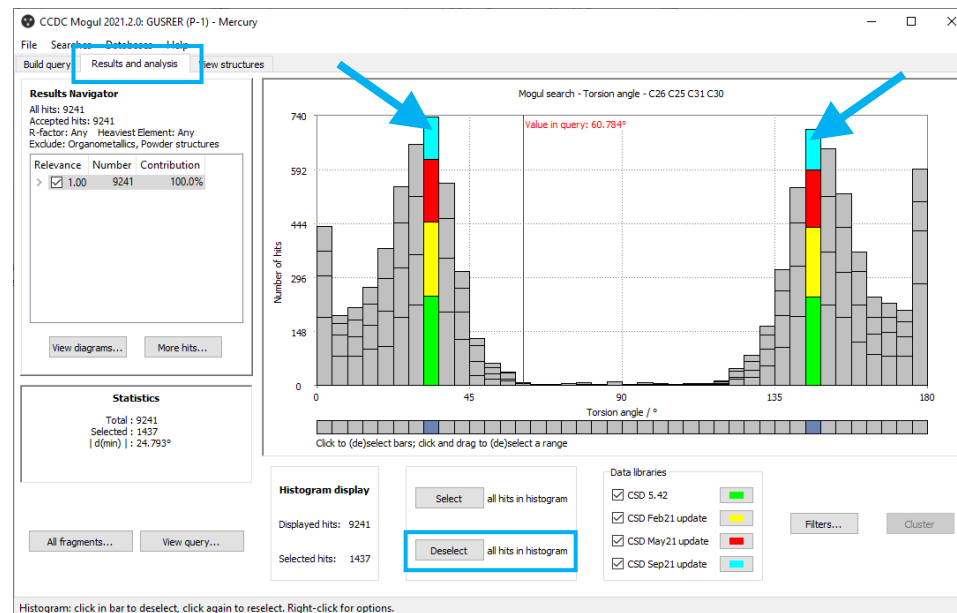 CCDC Mogul 2021.2.0: GUSRER (P-1) - Mercury
File Searches Databases Help
Build query Results and analysis View structures
Results Navigator
All hits: 9241
Accepted hits: 9241
R-factor: Any Heaviest Element: Any
Exclude: Organometallics, Powder structures
Relevance Number Contribution
1.00 9241 100.0%
View diagrams... More hits...
Statistics
Total : 9241
Selected : 1437
| d(min) | : 24.793°
All fragments... View query...
Mogul search - Torsion angle - C26 C25 C31 C30
Value in query: 60.784°
Number of hits
740
592
444
296
148
0
0 45 90 135 180
Torsion angle / °
Click to (de)select bars; click and drag to (de)select a range
Histogram display
Displayed hits: 9241
Selected hits: 1437
Select all hits in histogram
Deselect all hits in histogram
Data libraries
CSD 5.42
CSD Feb21 update
CSD May21 update
CSD Sep21 update
Filters... Cluster
Histogram: click in bar to deselect, click again to reselect. Right-click for options.